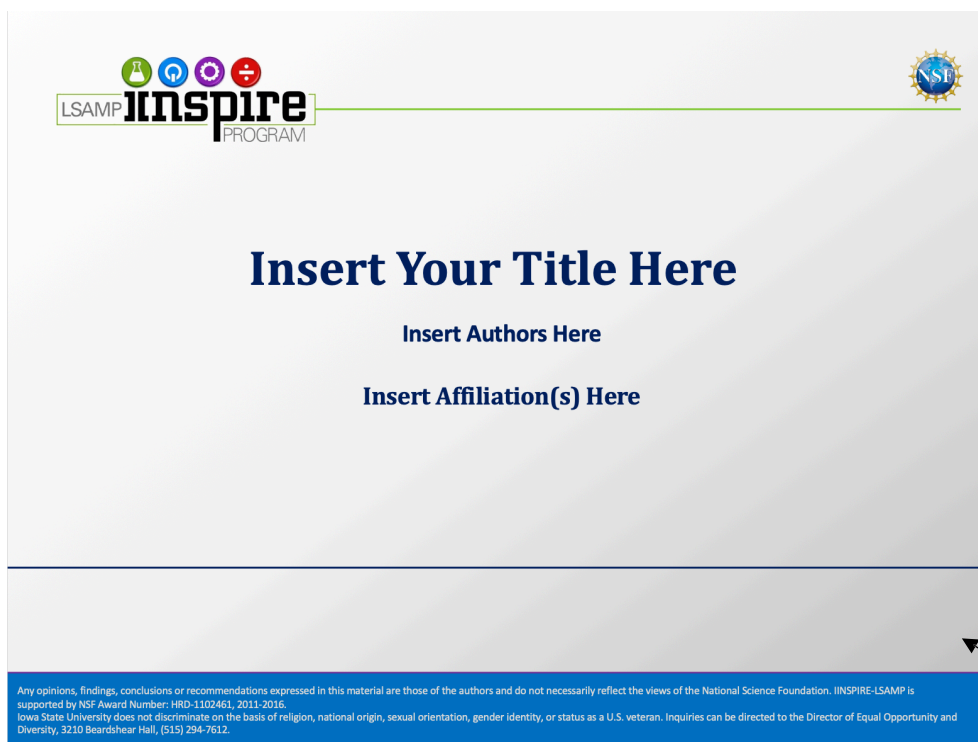 NSF
LSAMP IINSPIRE
PROGRAM
Insert Your Title Here
Insert Authors Here
Insert Affiliation(s) Here
Any opinions, findings, conclusions or recommendations expressed in this material are those of the authors and do not necessarily reflect the views of the National Science Foundation. IINSPIRE-LSAMP is
supported by NSF Award Number: HRD-1102461, 2011-2016.
Iowa State University does not discriminate on the basis of religion, national origin, sexual orientation, gender identity, or status as a U.S. veteran. Inquiries can be directed to the Director of Equal Opportunity and
Diversity, 3210 Beardshear Hall, (515) 294-7612.